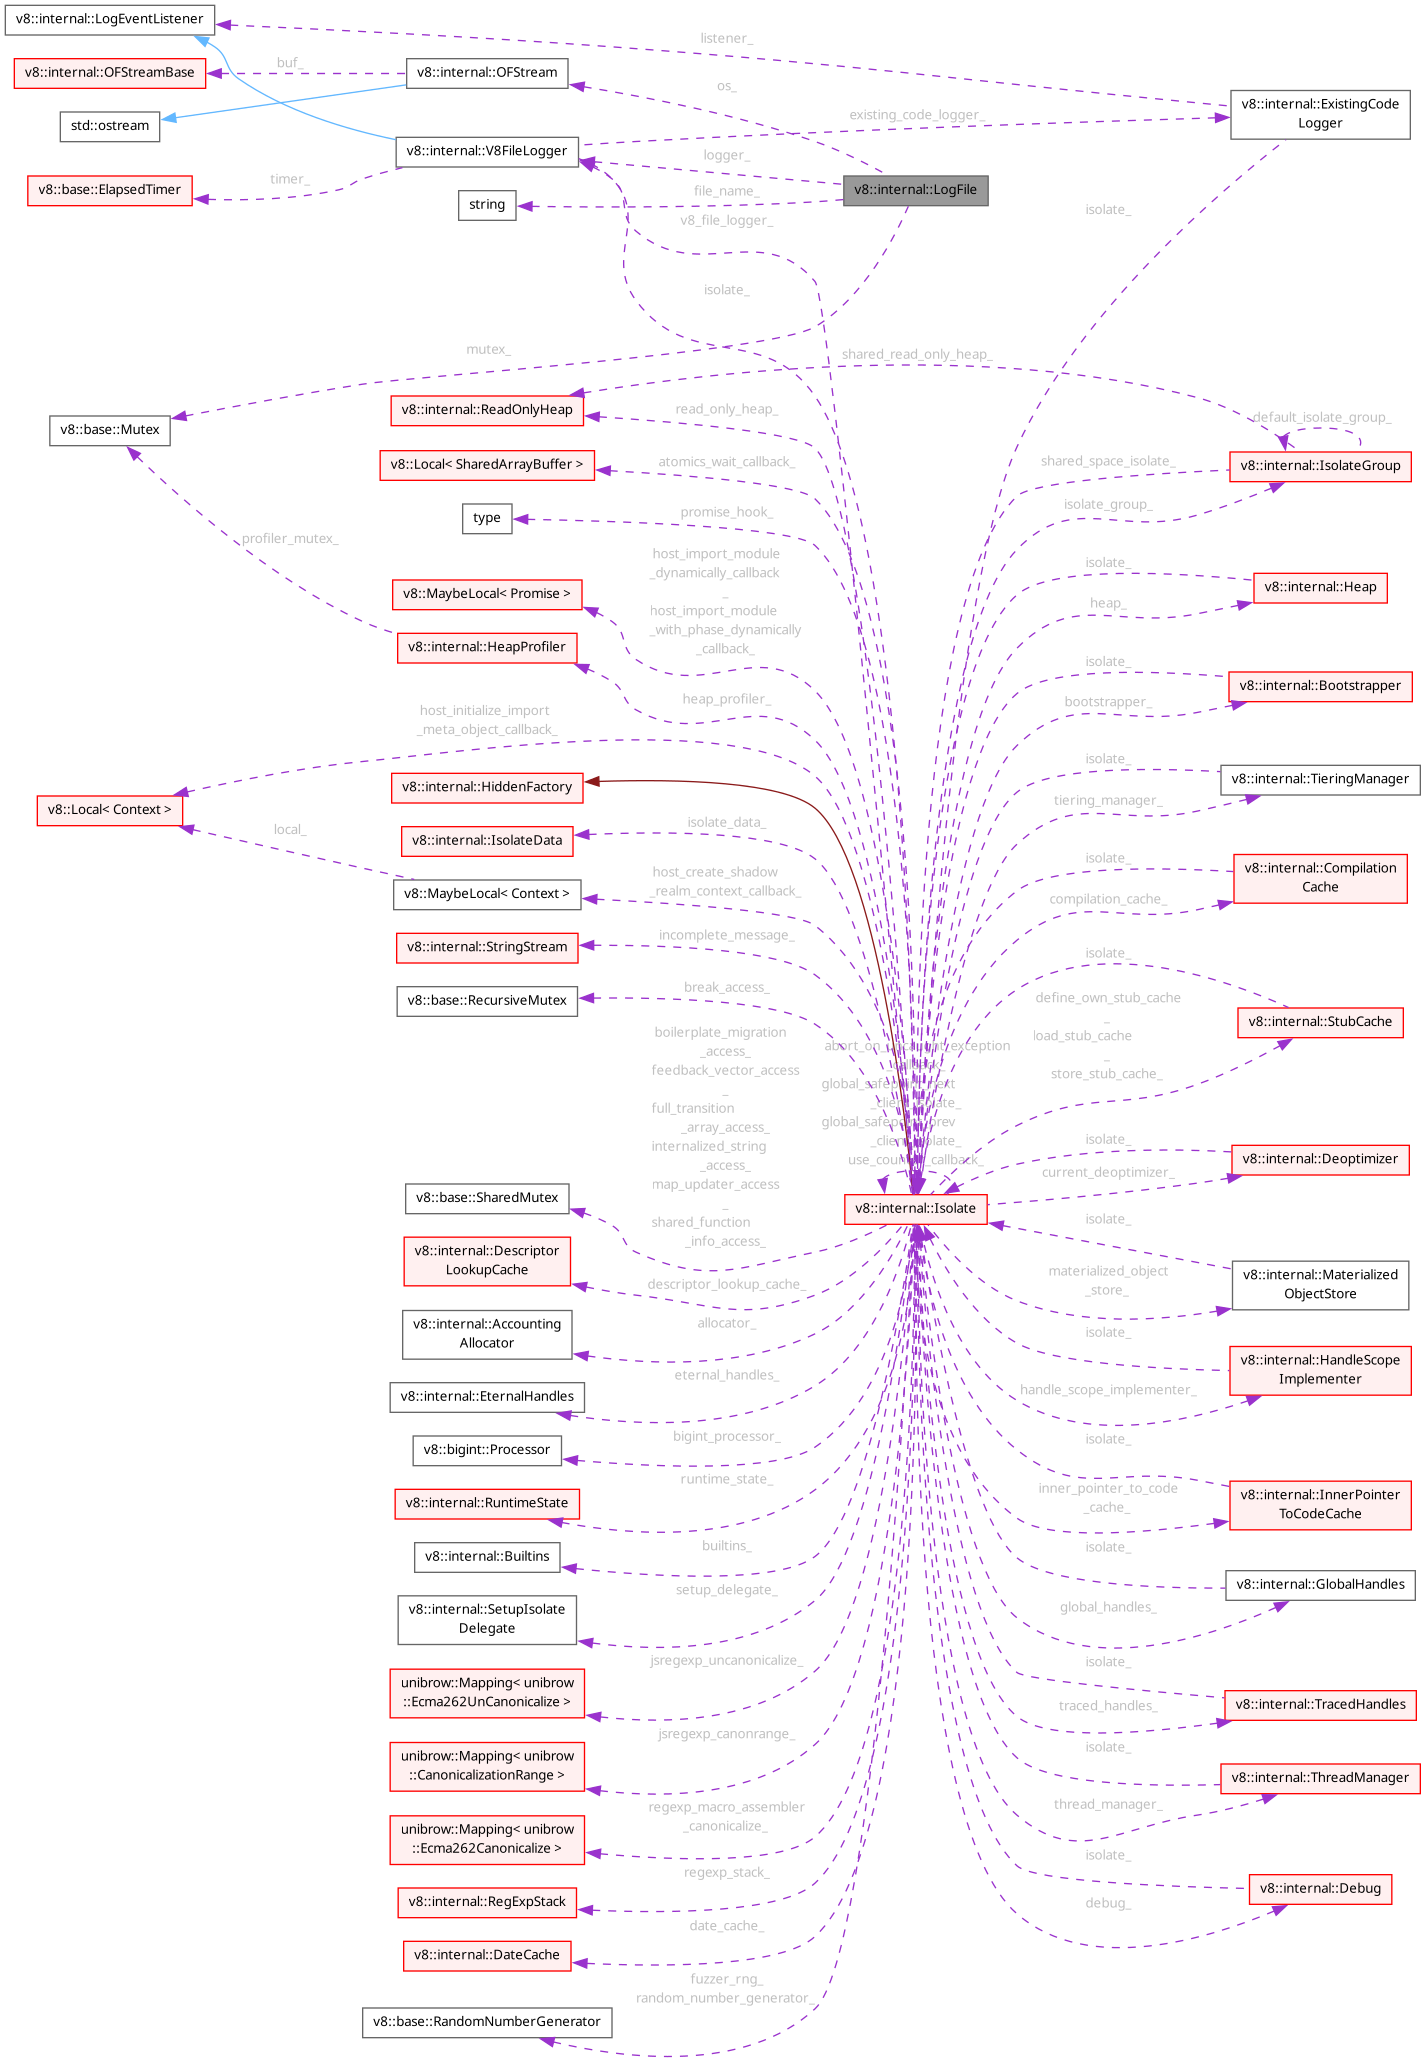 v8::internal::LogEventListener
listener_
v8::internal::OFStreamBase
buf_
v8::internal::OFStream
os_
std::ostream
v8::internal::ExistingCode
Logger
existing_code_logger_
v8::internal::V8FileLogger
logger_
timer_
v8::base::ElapsedTimer
file_name_
v8::internal::LogFile
string
v8_file_logger_
isolate_
isolate_
mutex_
shared_read_only_heap_
v8::internal::ReadOnlyHeap
read_only_heap_
default_isolate_group_
v8::base::Mutex
v8::Local< SharedArrayBuffer >
atomics_wait_callback_
shared_space_isolate_
v8::internal::IsolateGroup
isolate_group_
type
promise_hook_
profiler_mutex_
host_import_module
_dynamically_callback
_
host_import_module
_with_phase_dynamically
_callback_
isolate_
v8::MaybeLocal< Promise >
v8::internal::Heap
heap_
v8::internal::HeapProfiler
heap_profiler_
isolate_
v8::internal::Bootstrapper
bootstrapper_
host_initialize_import
_meta_object_callback_
isolate_
v8::internal::HiddenFactory
v8::internal::TieringManager
tiering_manager_
v8::Local< Context >
local_
v8::internal::IsolateData
isolate_data_
isolate_
v8::internal::Compilation
Cache
compilation_cache_
v8::MaybeLocal< Context >
host_create_shadow
_realm_context_callback_
v8::internal::StringStream
incomplete_message_
isolate_
v8::base::RecursiveMutex
break_access_
define_own_stub_cache
_
load_stub_cache
_
store_stub_cache_
v8::internal::StubCache
boilerplate_migration
_access_
feedback_vector_access
_
full_transition
_array_access_
internalized_string
_access_
map_updater_access
_
shared_function
_info_access_
abort_on_uncaught_exception
_callback_
global_safepoint_next
_client_isolate_
global_safepoint_prev
_client_isolate_
use_counter_callback_
isolate_
v8::internal::Deoptimizer
current_deoptimizer_
v8::base::SharedMutex
v8::internal::Isolate
isolate_
v8::internal::Descriptor
LookupCache
descriptor_lookup_cache_
materialized_object
_store_
v8::internal::Materialized
ObjectStore
v8::internal::Accounting
Allocator
allocator_
isolate_
v8::internal::HandleScope
Implementer
handle_scope_implementer_
v8::internal::EternalHandles
eternal_handles_
v8::bigint::Processor
bigint_processor_
isolate_
v8::internal::InnerPointer
ToCodeCache
inner_pointer_to_code
_cache_
v8::internal::RuntimeState
runtime_state_
v8::internal::Builtins
builtins_
isolate_
v8::internal::GlobalHandles
global_handles_
v8::internal::SetupIsolate
Delegate
setup_delegate_
isolate_
unibrow::Mapping< unibrow
::Ecma262UnCanonicalize >
jsregexp_uncanonicalize_
v8::internal::TracedHandles
traced_handles_
unibrow::Mapping< unibrow
::CanonicalizationRange >
jsregexp_canonrange_
isolate_
v8::internal::ThreadManager
thread_manager_
unibrow::Mapping< unibrow
::Ecma262Canonicalize >
regexp_macro_assembler
_canonicalize_
isolate_
v8::internal::RegExpStack
regexp_stack_
v8::internal::Debug
debug_
v8::internal::DateCache
date_cache_
v8::base::RandomNumberGenerator
fuzzer_rng_
random_number_generator_